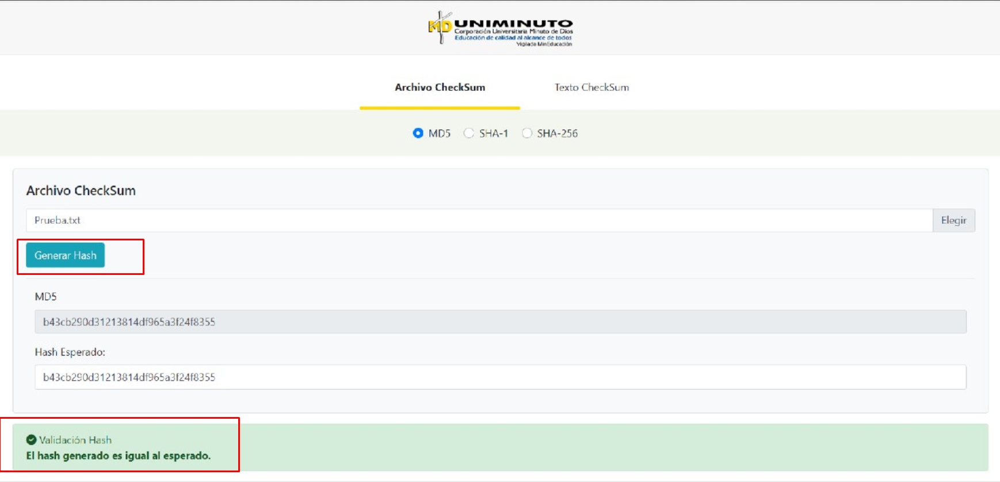 MD UNIMINUTO
Corporación Universitaria Minuto de Dios
Educación de calidad al alcance de todos
Vigilada MinEducación
Archivo CheckSum
Texto CheckSum
MD5
SHA-1
SHA-256
Archivo CheckSum
Prueba.txt
Elegir
Generar Hash
MD5
b43cb290d31213814df965a3f24f8355
Hash Esperado:
b43cb290d31213814df965a3f24f8355
Validación Hash
El hash generado es igual al esperado.